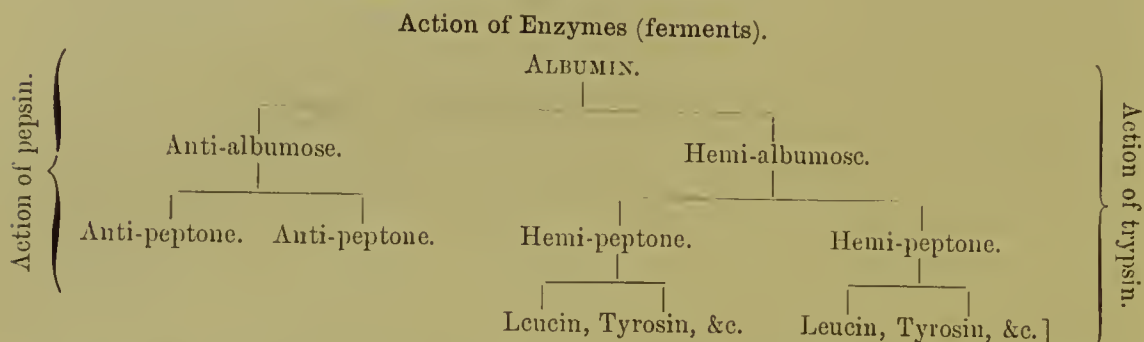 Action of Enzymes (ferments).
ALBUMIN.
Action of pepsin.
Action of trypsin.
Anti-albumose. Hemi-albumose.
Anti-peptone. Anti-peptone. Hemi-peptone. Hemi-peptone.
Leucin, Tyrosin, &c. Leucin, Tyrosin, &c.]